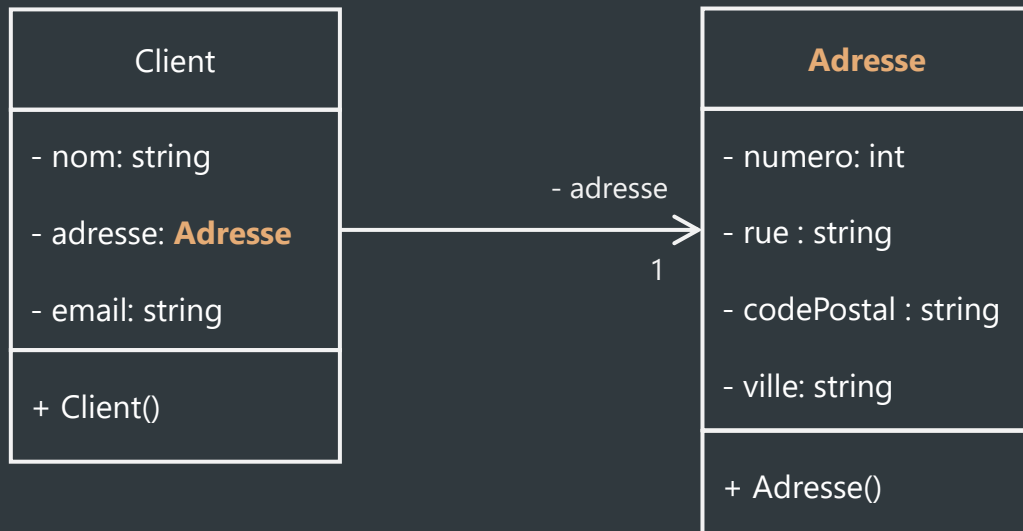 Client
- nom: string
- adresse: Adresse
- email: string
+ Client()
- adresse
1
Adresse
- numero: int
- rue : string
- codePostal : string
- ville: string
+ Adresse()